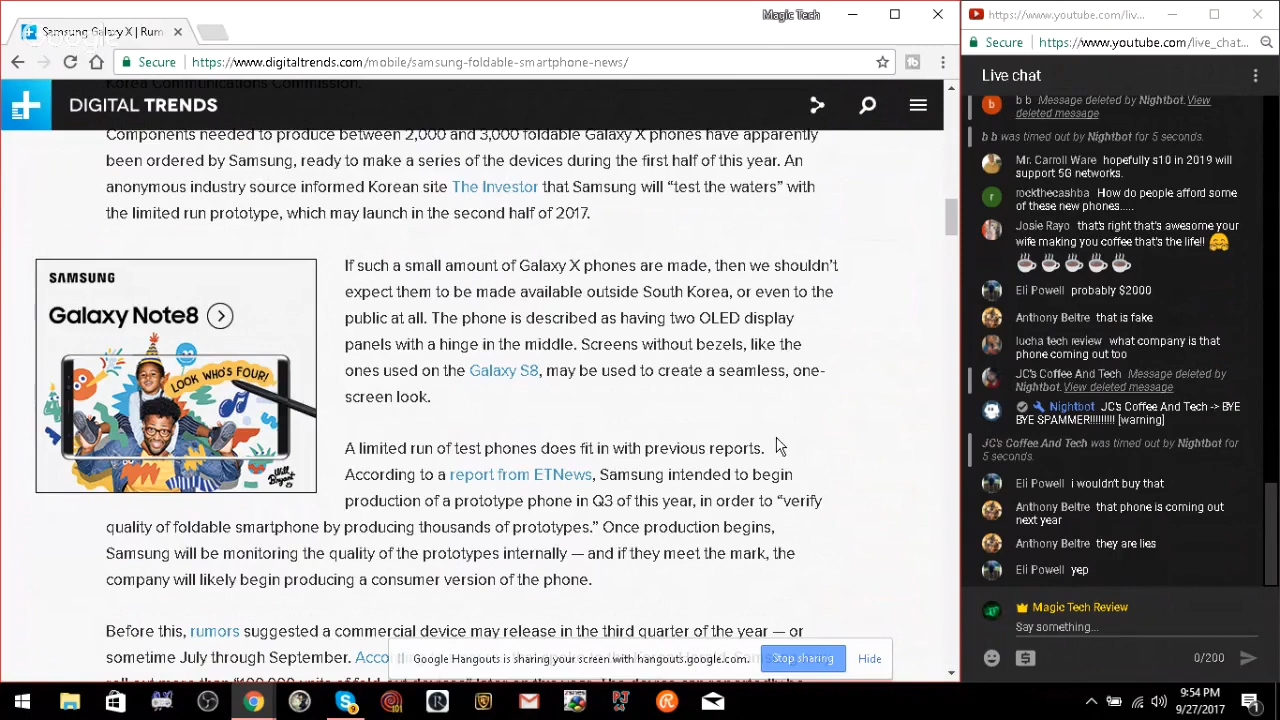 Magic Tech
Samsung Galaxy X | Rum
Secure https://www.digitaltrends.com/mobile/samsung-foldable-smartphone-news/
Korea Communications Commission.
DIGITAL TRENDS
Components needed to produce between 2,000 and 3,000 foldable Galaxy X phones have apparently
been ordered by Samsung, ready to make a series of the devices during the first half of this year. An
anonymous industry source informed Korean site The Investor that Samsung will “test the waters” with
the limited run prototype, which may launch in the second half of 2017.
SAMSUNG
Galaxy Note8
LOOK WHO'S FOUR!
If such a small amount of Galaxy X phones are made, then we shouldn’t
expect them to be made available outside South Korea, or even to the
public at all. The phone is described as having two OLED display
panels with a hinge in the middle. Screens without bezels, like the
ones used on the Galaxy S8, may be used to create a seamless, one-
screen look.
A limited run of test phones does fit in with previous reports.
According to a report from ETNews, Samsung intended to begin
production of a prototype phone in Q3 of this year, in order to “verify
quality of foldable smartphone by producing thousands of prototypes.” Once production begins,
Samsung will be monitoring the quality of the prototypes internally — and if they meet the mark, the
company will likely begin producing a consumer version of the phone.
Before this, rumors suggested a commercial device may release in the third quarter of the year — or
sometime July through September. Acco
Google Hangouts is sharing your screen with hangouts.google.com.
Stop sharing
Hide
https://www.youtube.com/liv...
Secure https://www.youtube.com/live_chat...
Live chat
b b Message deleted by Nightbot.View
deleted message
b b was timed out by Nightbot for 5 seconds.
Mr. Carroll Ware hopefully s10 in 2019 will
support 5G networks.
rockthecashba How do people afford some
of these new phones.....
Josie Rayo that's right that's awesome your
wife making you coffee that's the life!!
Eli Powell probably $2000
Anthony Beltre that is fake
lucha tech review what company is that
phone coming out too
JC's Coffee And Tech Message deleted by
Nightbot.View deleted message
Nightbot JC's Coffee And Tech -> BYE
BYE SPAMMER!!!!!!!!! [warning]
JC's Coffee And Tech was timed out by Nightbot for
5 seconds.
Eli Powell i wouldn't buy that
Anthony Beltre that phone is coming out
next year
Anthony Beltre they are lies
Eli Powell yep
Magic Tech Review
Say something...
0/200
9:54 PM
9/27/2017